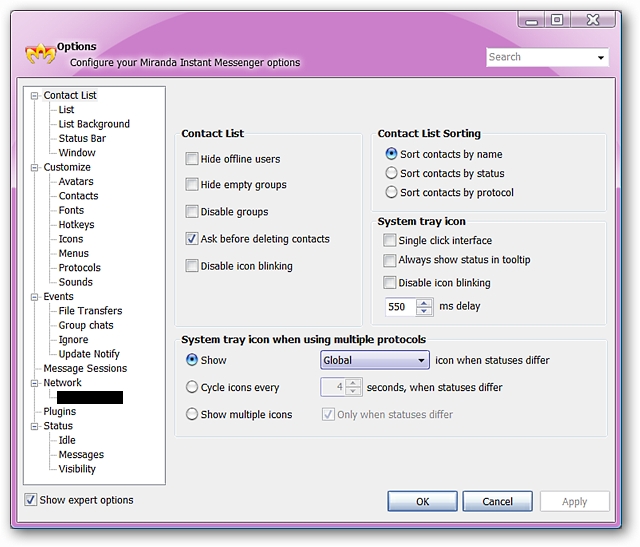 Options
Configure your Miranda Instant Messenger options
Search
Contact List
List
List Background
Status Bar
Window
Customize
Avatars
Contacts
Fonts
Hotkeys
Icons
Menus
Protocols
Sounds
Events
File Transfers
Group chats
Ignore
Update Notify
Message Sessions
Network
Plugins
Status
Idle
Messages
Visibility
Show expert options
Contact List
Hide offline users
Hide empty groups
Disable groups
Ask before deleting contacts
Disable icon blinking
Contact List Sorting
Sort contacts by name
Sort contacts by status
Sort contacts by protocol
System tray icon
Single click interface
Always show status in tooltip
Disable icon blinking
550 ms delay
System tray icon when using multiple protocols
Show Global icon when statuses differ
Cycle icons every 4 seconds, when statuses differ
Show multiple icons Only when statuses differ
OK Cancel Apply